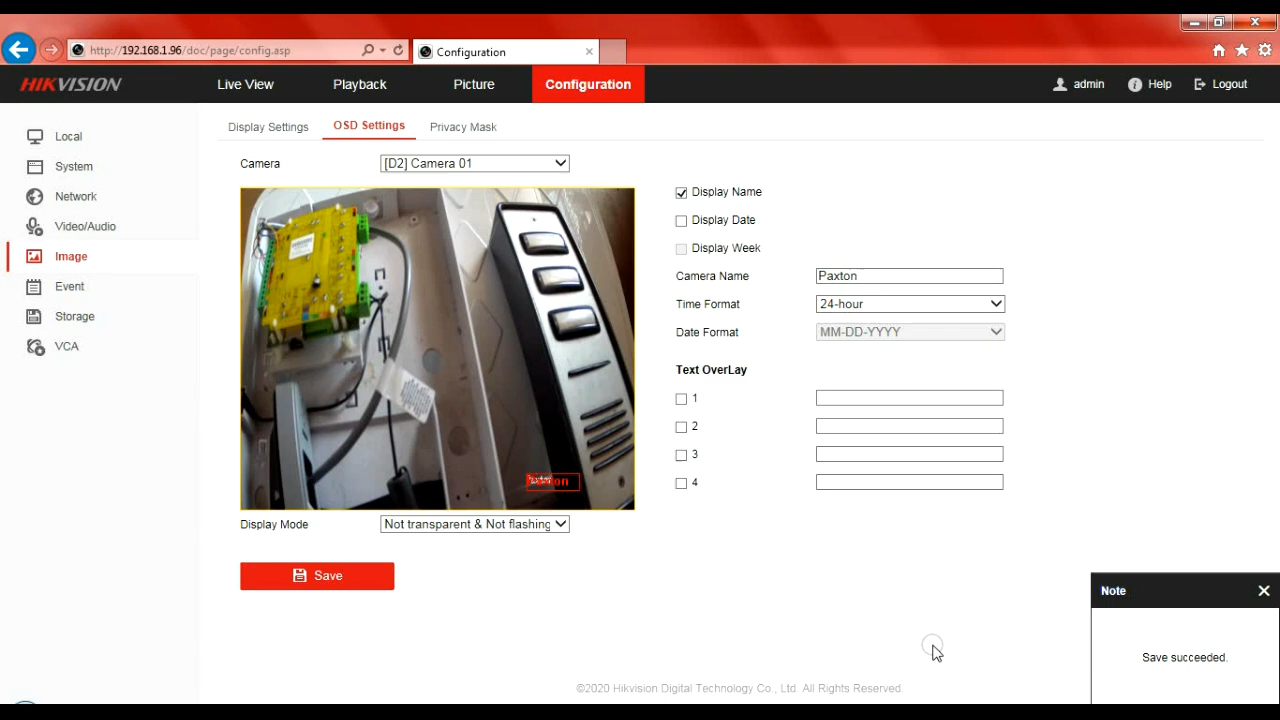 http://192.168.1.96/doc/page/config.asp
Configuration
HIKVISION
Live View
Playback
Picture
Configuration
admin
Help
Logout
Local
System
Network
Video/Audio
Image
Event
Storage
VCA
Display Settings
OSD Settings
Privacy Mask
Camera
[D2] Camera 01
Display Name
Display Date
Display Week
Camera Name
Paxton
Time Format
24-hour
Date Format
MM-DD-YYYY
Text OverLay
1
2
3
4
Display Mode
Not transparent & Not flashing
Save
Note
Save succeeded.
©2020 Hikvision Digital Technology Co., Ltd. All Rights Reserved.